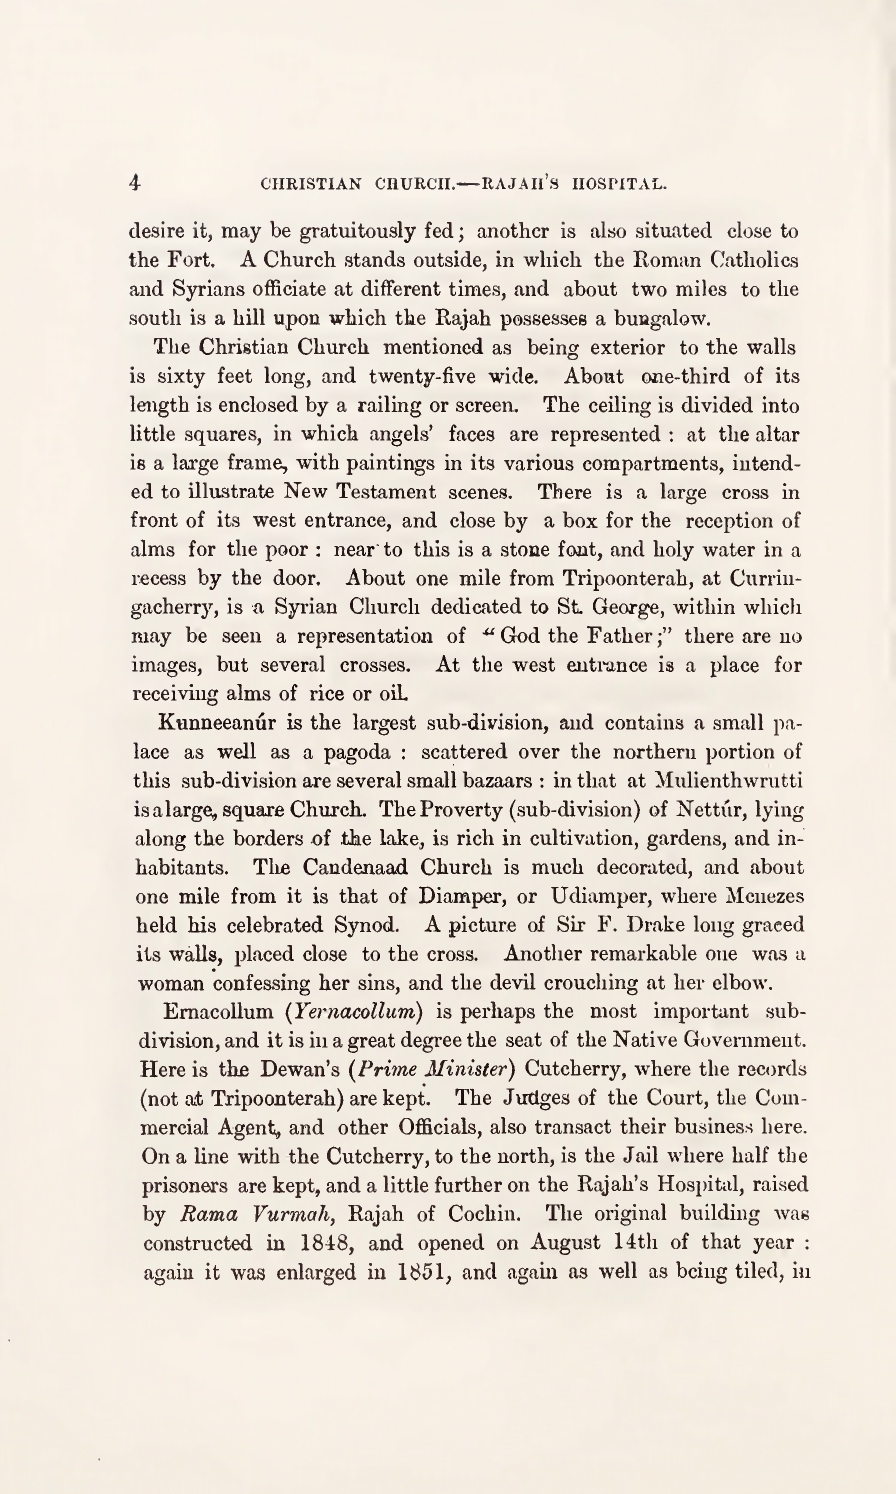 4 CHRISTIAN CHURCH.—RAJAH'S HOSPITAL.
desire it, may be gratuitously fed; another is also situated close to
the Fort. A Church stands outside, in which the Roman Catholics
and Syrians officiate at different times, and about two miles to the
south is a hill upon which the Rajah possesses a bungalow.
The Christian Church mentioned as being exterior to the walls
is sixty feet long, and twenty-five wide. About one-third of its
length is enclosed by a railing or screen. The ceiling is divided into
little squares, in which angels' faces are represented : at the altar
is a large frame, with paintings in its various compartments, intend-
ed to illustrate New Testament scenes. There is a large cross in
front of its west entrance, and close by a box for the reception of
alms for the poor : near to this is a stone font, and holy water in a
recess by the door. About one mile from Tripoonterah, at Currin-
gacherry, is a Syrian Church dedicated to St. George, within which
may be seen a representation of “God the Father;” there are no
images, but several crosses. At the west entrance is a place for
receiving alms of rice or oil.
Kunneeanúr is the largest sub-division, and contains a small pa-
lace as well as a pagoda : scattered over the northern portion of
this sub-division are several small bazaars : in that at Mulienthwrutti
is a large, square Church. The Proverty (sub-division) of Nettúr, lying
along the borders of the lake, is rich in cultivation, gardens, and in-
habitants. The Candenaad Church is much decorated, and about
one mile from it is that of Diamper, or Udiamper, where Menezes
held his celebrated Synod. A picture of Sir F. Drake long graced
its walls, placed close to the cross. Another remarkable one was a
woman confessing her sins, and the devil crouching at her elbow.
Ernacollum (Yernacollum) is perhaps the most important sub-
division, and it is in a great degree the seat of the Native Government.
Here is the Dewan's (Prime Minister) Cutcherry, where the records
(not at Tripoonterah) are kept. The Judges of the Court, the Com-
mercial Agent, and other Officials, also transact their business here.
On a line with the Cutcherry, to the north, is the Jail where half the
prisoners are kept, and a little further on the Rajah's Hospital, raised
by Rama Vurmah, Rajah of Cochin. The original building was
constructed in 1848, and opened on August 14th of that year :
again it was enlarged in 1851, and again as well as being tiled, in